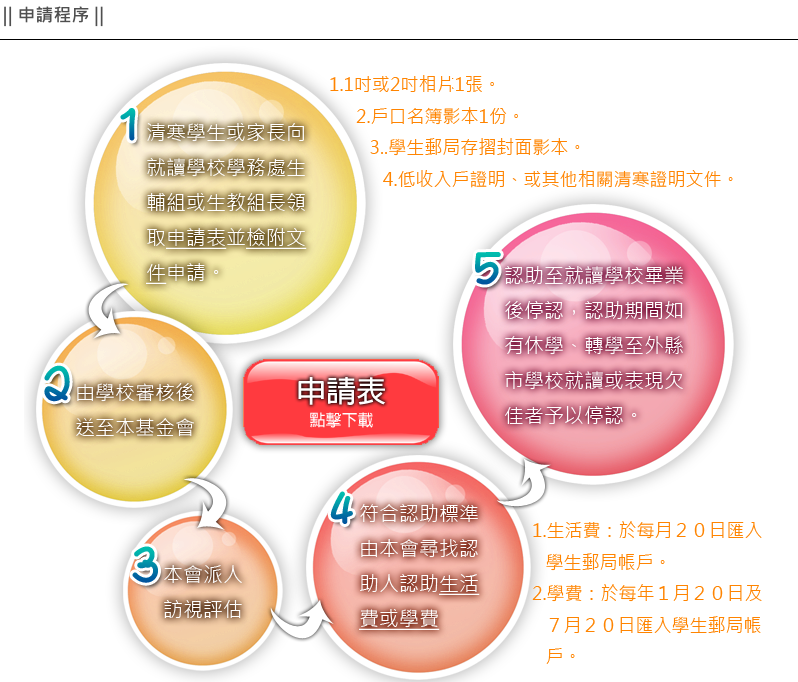 || 申請程序 ||
1.1吋或2吋相片1張。
2.戶口名簿影本1份。
3..學生郵局存摺封面影本。
4.低收入戶證明、或其他相關清寒證明文件。
1
清寒學生或家長向
就讀學校學務處生
輔組或生教組長領
取申請表並檢附文
件申請。
2
由學校審核後
送至本基金會
3
本會派人
訪視評估
申請表
點擊下載
4
符合認助標準
由本會尋找認
助人認助生活
費或學費
1.生活費：於每月２０日匯入
學生郵局帳戶。
2.學費：於每年１月２０日及
７月２０日匯入學生郵局帳
戶。
5
認助至就讀學校畢業
後停認，認助期間如
有休學、轉學至外縣
市學校就讀或表現欠
佳者予以停認。